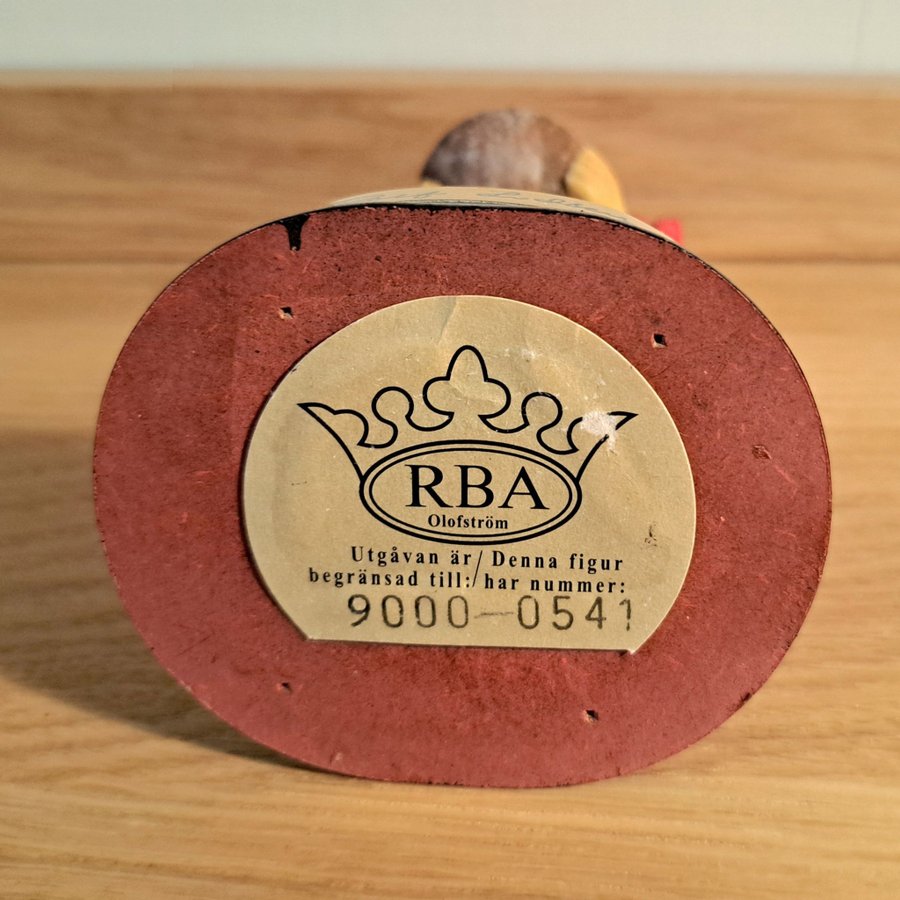 RBA
Olofström
Utgåvan är/ Denna figur
begränsad till:/ har nummer:
9000-0541